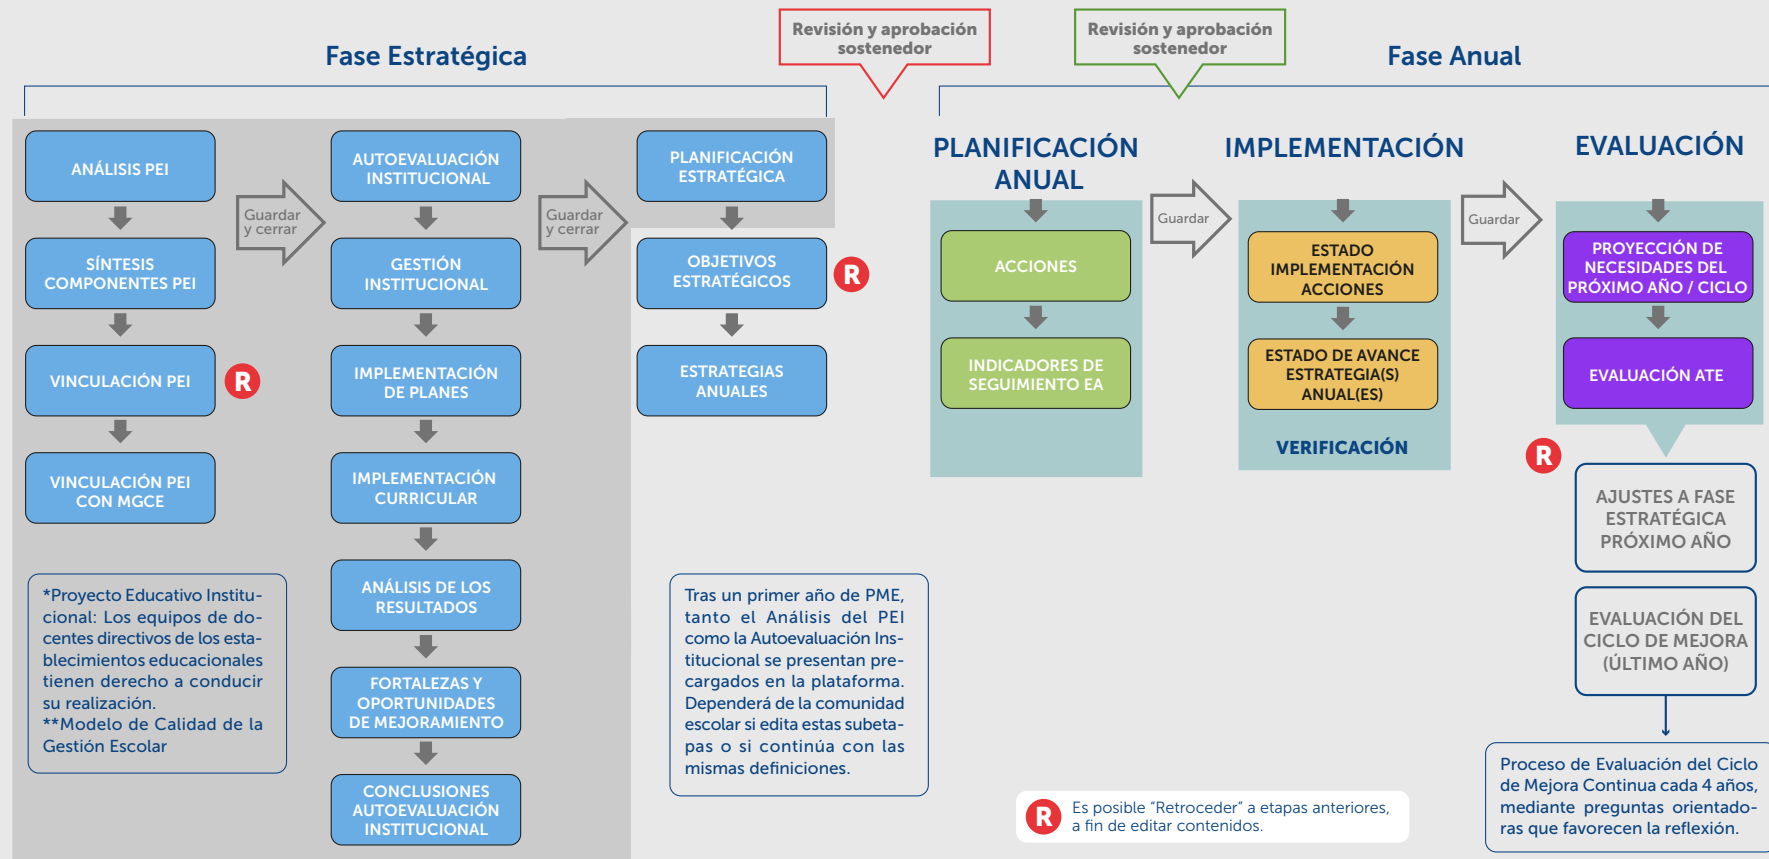 Fase Estratégica
Revisión y aprobación
sostenedor
Revisión y aprobación
sostenedor
Fase Anual
ANÁLISIS PEI
SÍNTESIS
COMPONENTES PEI
VINCULACIÓN PEI
R
VINCULACIÓN PEI
CON MGCE
*Proyecto Educativo Institu-
cional: Los equipos de do-
centes directivos de los esta-
blecimientos educacionales
tienen derecho a conducir
su realización.
**Modelo de Calidad de la
Gestión Escolar
Guardar
y cerrar
AUTOEVALUACIÓN
INSTITUCIONAL
GESTIÓN
INSTITUCIONAL
IMPLEMENTACIÓN
DE PLANES
IMPLEMENTACIÓN
CURRICULAR
ANÁLISIS DE LOS
RESULTADOS
FORTALEZAS Y
OPORTUNIDADES
DE MEJORAMIENTO
CONCLUSIONES
AUTOEVALUACIÓN
INSTITUCIONAL
Guardar
y cerrar
PLANIFICACIÓN
ESTRATÉGICA
OBJETIVOS
ESTRATÉGICOS
R
ESTRATEGIAS
ANUALES
Tras un primer año de PME,
tanto el Análisis del PEI
como la Autoevaluación Ins-
titucional se presentan pre-
cargados en la plataforma.
Dependerá de la comunidad
escolar si edita estas subeta-
pas o si continúa con las
mismas definiciones.
PLANIFICACIÓN
ANUAL
ACCIONES
INDICADORES DE
SEGUIMIENTO EA
Guardar
IMPLEMENTACIÓN
ESTADO
IMPLEMENTACIÓN
ACCIONES
ESTADO DE AVANCE
ESTRATEGIA(S)
ANUAL(ES)
VERIFICACIÓN
Guardar
EVALUACIÓN
PROYECCIÓN DE
NECESIDADES DEL
PRÓXIMO AÑO / CICLO
EVALUACIÓN ATE
R
AJUSTES A FASE
ESTRATÉGICA
PRÓXIMO AÑO
EVALUACIÓN DEL
CICLO DE MEJORA
(ÚLTIMO AÑO)
Proceso de Evaluación del Ciclo
de Mejora Continua cada 4 años,
mediante preguntas orientado-
ras que favorecen la reflexión.
R
Es posible "Retroceder" a etapas anteriores,
a fin de editar contenidos.